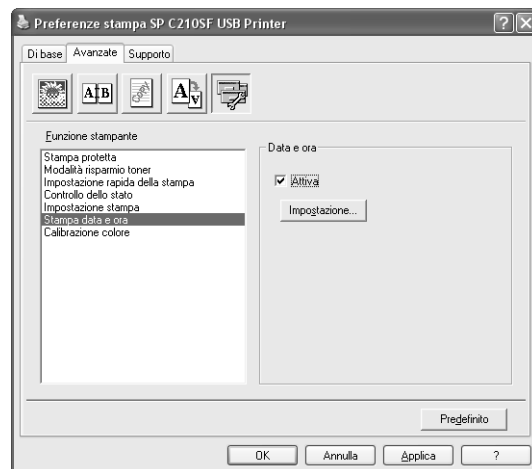 Preferenze stampa SP C210SF USB Printer
Di base Avanzate Supporto
A B
A V
Funzione stampante
Stampa protetta
Modalità risparmio toner
Impostazione rapida della stampa
Controllo dello stato
Impostazione stampa
Stampa data e ora
Calibrazione colore
Data e ora
Attiva
Impostazione...
Predefinito
OK Annulla Applica ?